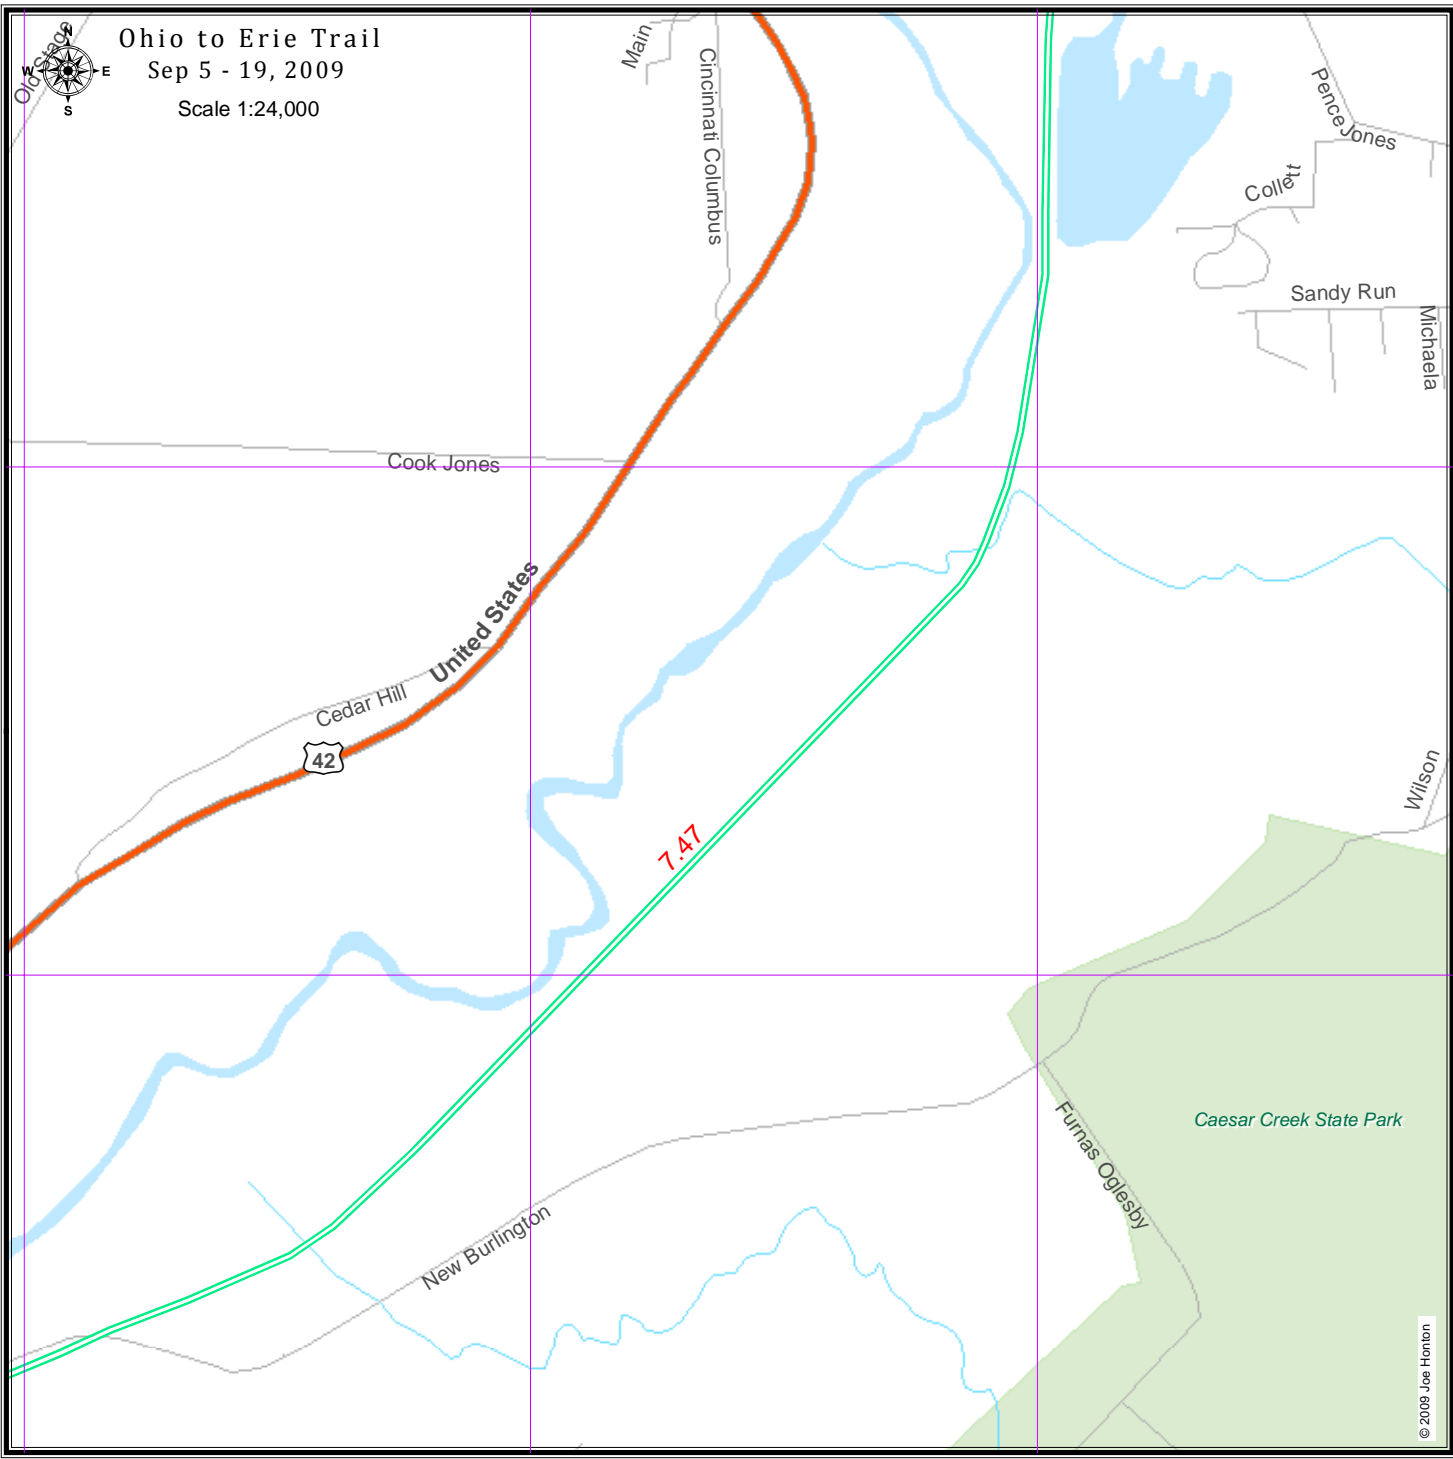 Ohio to Erie Trail
Sep 5 - 19, 2009
Scale 1:24,000
N
W
E
S
Old Stage
Main
Cincinnati Columbus
Pence
Jones
Collett
Sandy Run
Michaela
Cook Jones
United States
Cedar Hill
42
7.47
Wilson
Caesar Creek State Park
Furnas Oglesby
New Burlington
© 2009 Joe Honton